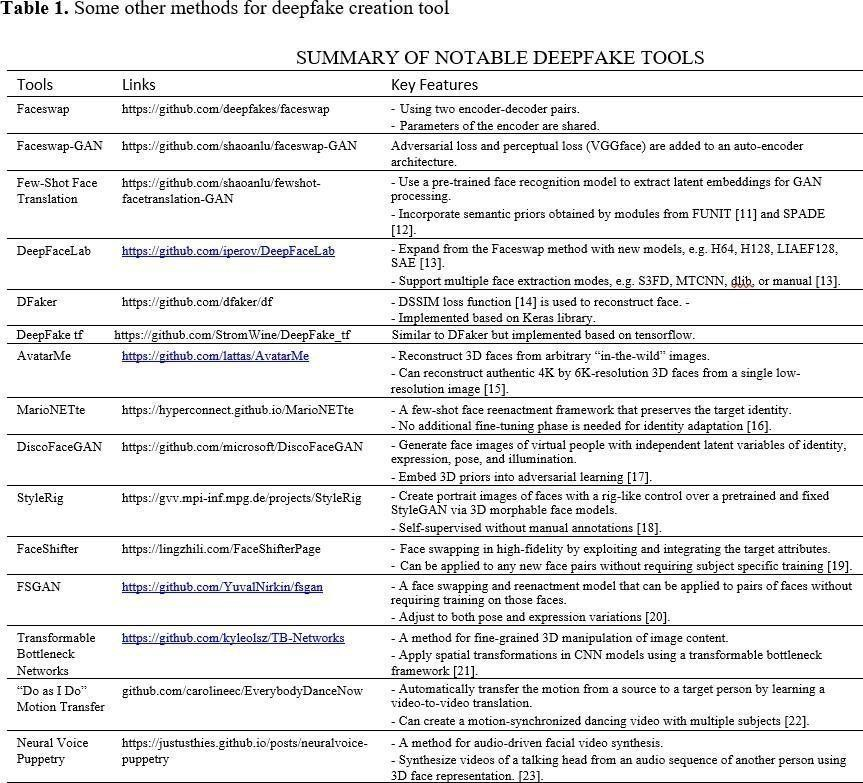 Table 1. Some other methods for deepfake creation tool
SUMMARY OF NOTABLE DEEPFAKE TOOLS
Tools Links Key Features
Faceswap https://github.com/deepfakes/faceswap - Using two encoder-decoder pairs.
- Parameters of the encoder are shared.
Faceswap-GAN https://github.com/shaoanlu/faceswap-GAN Adversarial loss and perceptual loss (VGGface) are added to an auto-encoder
architecture.
Few-Shot Face https://github.com/shaoanlu/fewshot- - Use a pre-trained face recognition model to extract latent embeddings for GAN
Translation facetranslation-GAN processing.
- Incorporate semantic priors obtained by modules from FUNIT [11] and SPADE
[12].
DeepFaceLab https://github.com/iperov/DeepFaceLab - Expand from the Faceswap method with new models, e.g. H64, H128, LIAEF128,
SAE [13].
- Support multiple face extraction modes, e.g. S3FD, MTCNN, dlib, or manual [13].
DFaker https://github.com/dfaker/df - DSSIM loss function [14] is used to reconstruct face. -
- Implemented based on Keras library.
DeepFake tf https://github.com/StromWine/DeepFake_tf Similar to DFaker but implemented based on tensorflow.
AvatarMe https://github.com/lattas/AvatarMe - Reconstruct 3D faces from arbitrary “in-the-wild” images.
- Can reconstruct authentic 4K by 6K-resolution 3D faces from a single low-
resolution image [15].
MarioNETte https://hyperconnect.github.io/MarioNETte - A few-shot face reenactment framework that preserves the target identity.
- No additional fine-tuning phase is needed for identity adaptation [16].
DiscoFaceGAN https://github.com/microsoft/DiscoFaceGAN - Generate face images of virtual people with independent latent variables of identity,
expression, pose, and illumination.
- Embed 3D priors into adversarial learning [17].
StyleRig https://gvv.mpi-inf.mpg.de/projects/StyleRig - Create portrait images of faces with a rig-like control over a pretrained and fixed
StyleGAN via 3D morphable face models.
- Self-supervised without manual annotations [18].
FaceShifter https://lingzhili.com/FaceShifterPage - Face swapping in high-fidelity by exploiting and integrating the target attributes.
- Can be applied to any new face pairs without requiring subject specific training [19].
FSGAN https://github.com/YuvalNirkin/fsgan - A face swapping and reenactment model that can be applied to pairs of faces without
requiring training on those faces.
- Adjust to both pose and expression variations [20].
Transformable https://github.com/kyleolsz/TB-Networks - A method for fine-grained 3D manipulation of image content.
Bottleneck - Apply spatial transformations in CNN models using a transformable bottleneck
Networks framework [21].
“Do as I Do” github.com/carolineec/EverybodyDanceNow - Automatically transfer the motion from a source to a target person by learning a
Motion Transfer video-to-video translation.
- Can create a motion-synchronized dancing video with multiple subjects [22].
Neural Voice https://justusthies.github.io/posts/neuralvoice- - A method for audio-driven facial video synthesis.
Puppetry puppetry - Synthesize videos of a talking head from an audio sequence of another person using
3D face representation. [23].